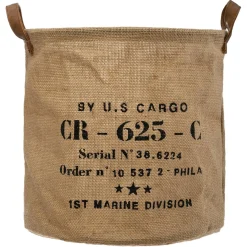 BY U.S CARGO
CR - 625 - C
Serial N° 38.6224
Order n° 10 537 2 - PHILA
1ST MARINE DIVISION